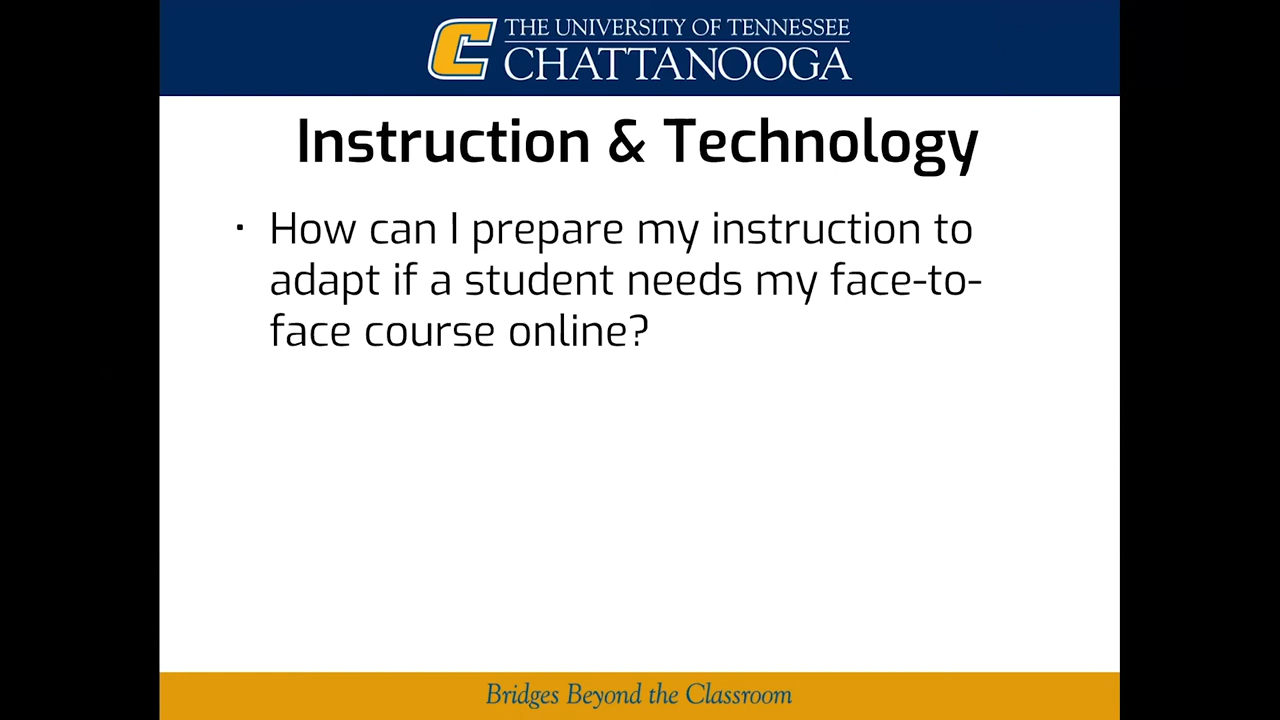 THE UNIVERSITY OF TENNESSEE
CHATTANOOGA
Instruction & Technology
· How can I prepare my instruction to
adapt if a student needs my face-to-
face course online?
Bridges Beyond the Classroom